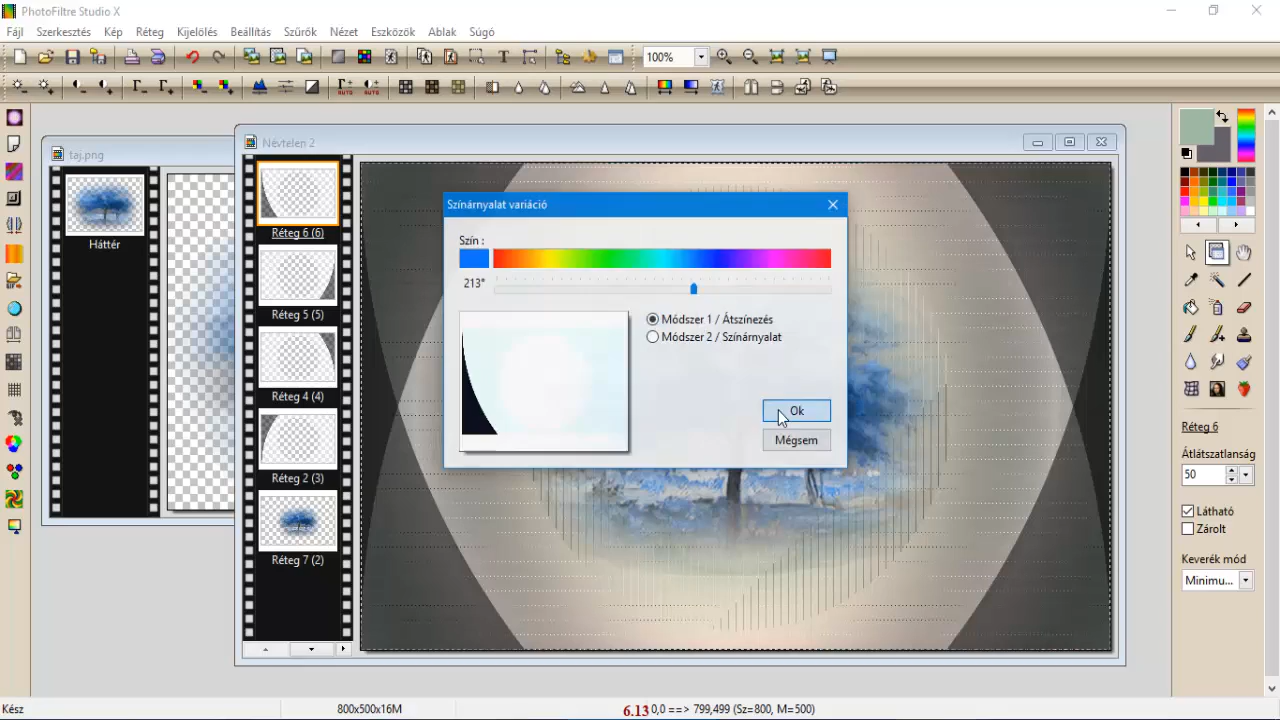 PhotoFiltre Studio X
Fájl Szerkesztés Kép Réteg Kijelölés Beállítás Szűrők Nézet Eszközök Ablak Súgó
T 100%
AUTO AUTO
taj.png
Háttér
Névtelen 2
Réteg 6 (6)
Réteg 5 (5)
Réteg 4 (4)
Réteg 2 (3)
Réteg 7 (2)
Színárnyalat variáció
Szín :
213°
Módszer 1 / Átszínezés
Módszer 2 / Színárnyalat
Ok
Mégsem
Réteg 6
Átlátszatlanság
50
Látható
Zárolt
Keverék mód
Minimu...
Kész 800x500x16M 6.13 0,0 ==> 799,499 (Sz=800, M=500)